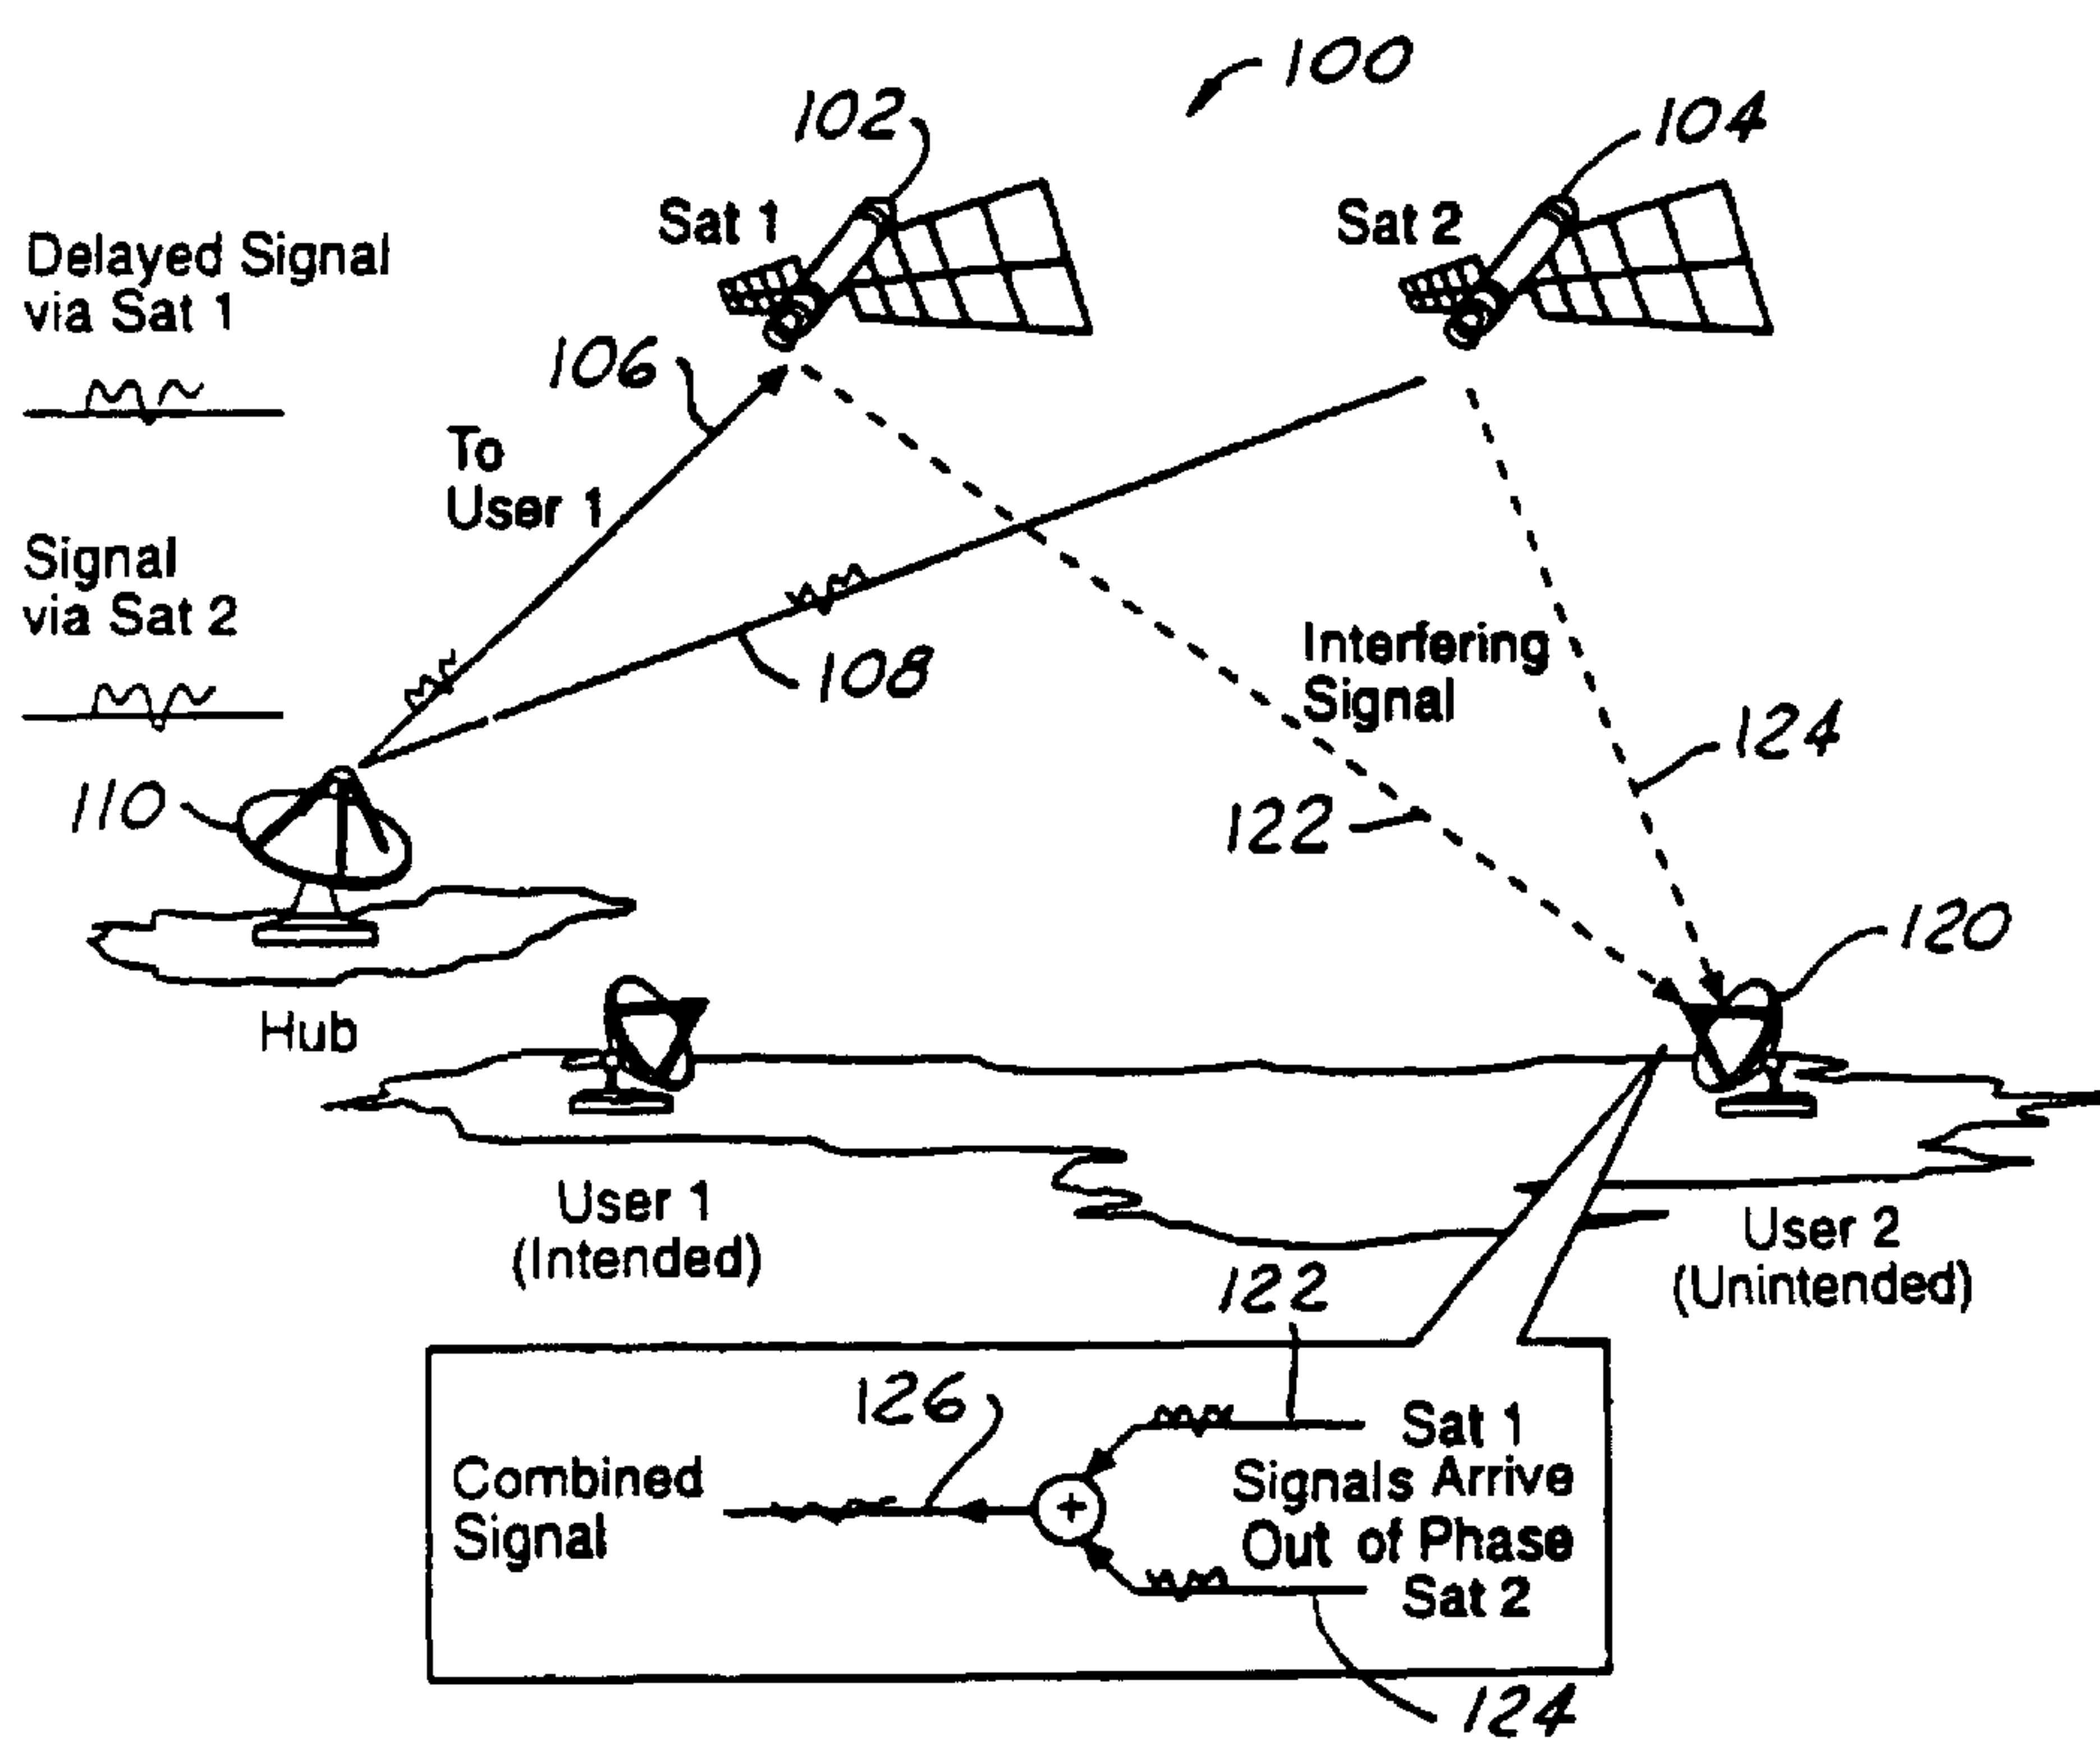 100
102
104
Sat 1
Sat 2
Delayed Signal
via Sat 1
106
To
User 1
Signal
via Sat 2
108
Interfering
Signal
124
110
122
120
Hub
User 1
(Intended)
User 2
(Unintended)
122
126
Sat 1
Combined
Signal
+
Signals Arrive
Out of Phase
Sat 2
124